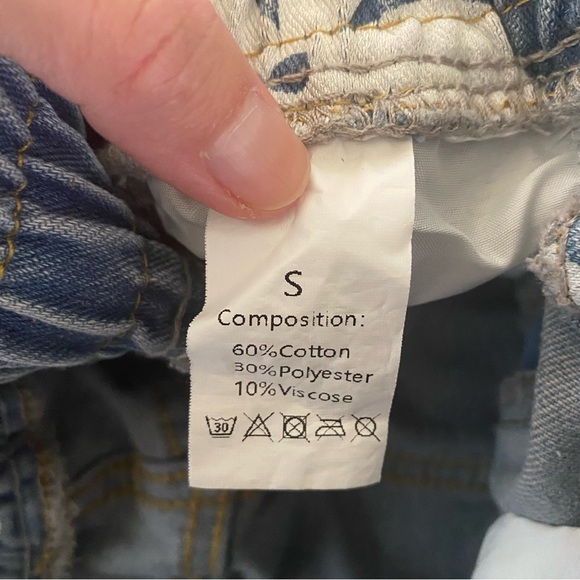 S
Composition:
60%Cotton
30%Polyester
10%Viscose
30